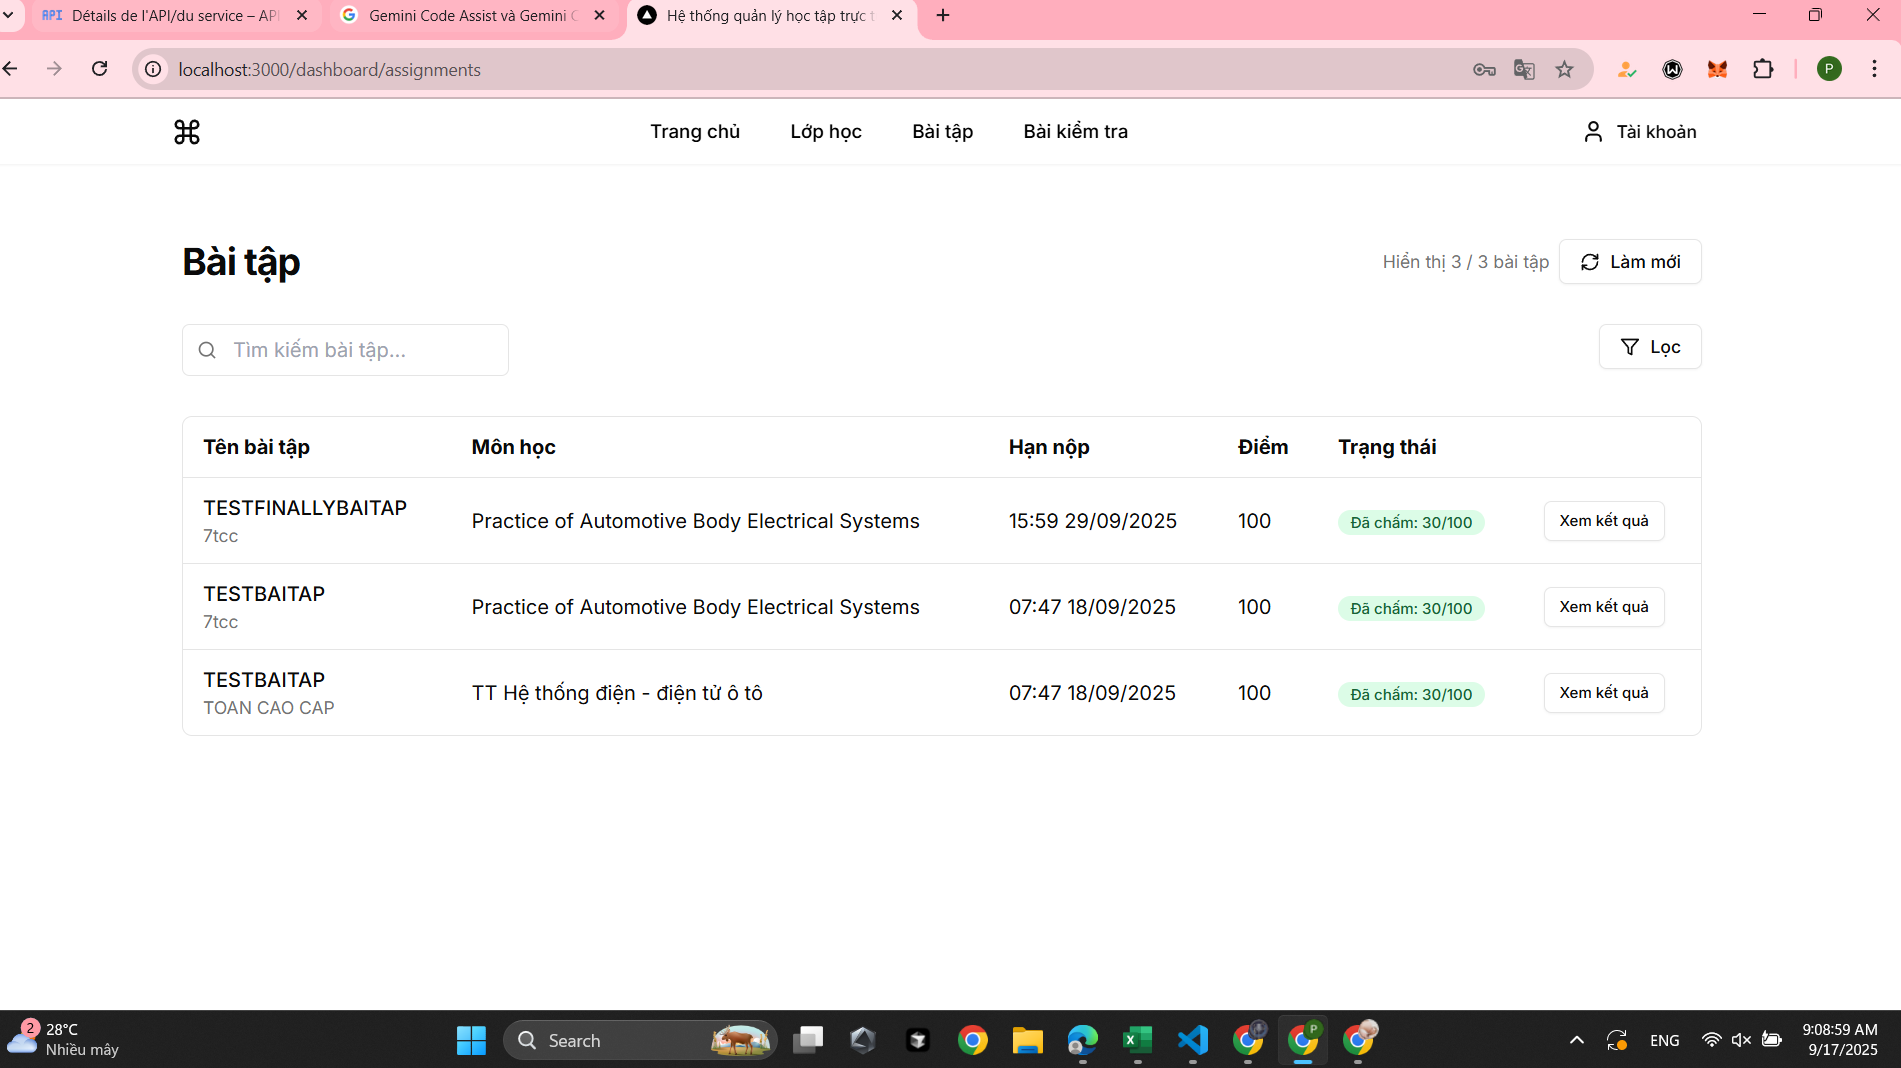 Détails de l'API/du service – API
Gemini Code Assist và Gemini C
Hệ thống quản lý học tập trực t
localhost:3000/dashboard/assignments
P
Trang chủ
Lớp học
Bài tập
Bài kiểm tra
Tài khoản
Bài tập
Hiển thị 3 / 3 bài tập
Làm mới
Tìm kiếm bài tập...
Lọc
Tên bài tập
Môn học
Hạn nộp
Điểm
Trạng thái
TESTFINALLYBAITAP
7tcc
Practice of Automotive Body Electrical Systems
15:59 29/09/2025
100
Đã chấm: 30/100
Xem kết quả
TESTBAITAP
7tcc
Practice of Automotive Body Electrical Systems
07:47 18/09/2025
100
Đã chấm: 30/100
Xem kết quả
TESTBAITAP
TOAN CAO CAP
TT Hệ thống điện - điện tử ô tô
07:47 18/09/2025
100
Đã chấm: 30/100
Xem kết quả
2
28°C
Nhiều mây
Search
P
ENG
9:08:59 AM
9/17/2025